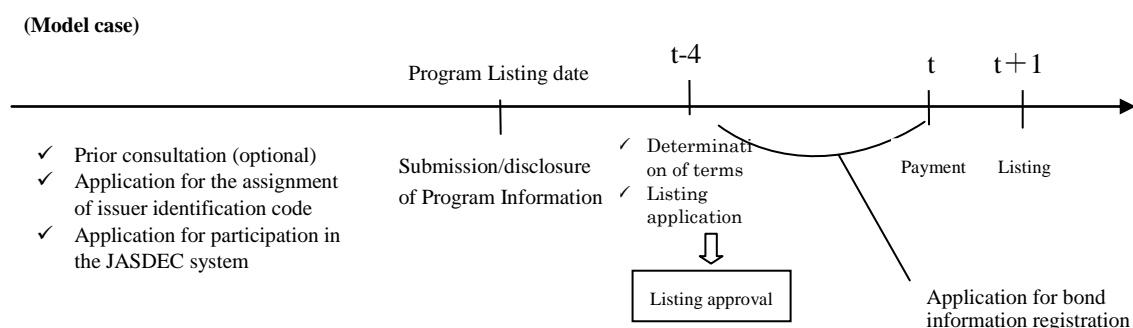 (Model case)
Program Listing date
t-4
t
t+1
✓ Prior consultation (optional)
✓ Application for the assignment
of issuer identification code
✓ Application for participation in
the JASDEC system
Submission/disclosure
of Program Information
✓ Determinati
on of terms
✓ Listing
application
Listing approval
Payment
Listing
Application for bond
information registration